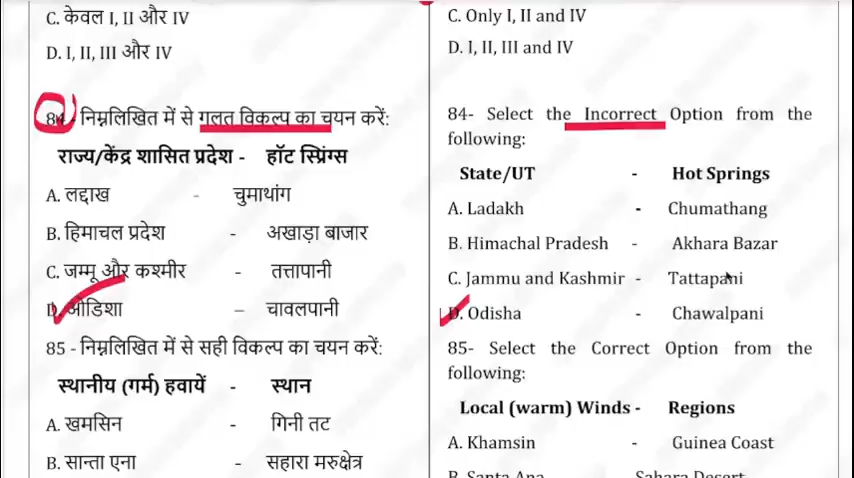 C. केवल I, II और IV
D. I, II, III और IV
84 - निम्नलिखित में से गलत विकल्प का चयन करें:
राज्य/केंद्र शासित प्रदेश - हॉट स्प्रिंग्स
A. लद्दाख - चुमाथांग
B. हिमाचल प्रदेश - अखाड़ा बाजार
C. जम्मू और कश्मीर - तत्तापानी
D. ओडिशा – चावलपानी
85 - निम्नलिखित में से सही विकल्प का चयन करें:
स्थानीय (गर्म) हवायें - स्थान
A. खमसिन - गिनी तट
B. सान्ता एना - सहारा मरुक्षेत्र
C. Only I, II and IV
D. I, II, III and IV
84- Select the Incorrect Option from the
following:
State/UT - Hot Springs
A. Ladakh - Chumathang
B. Himachal Pradesh - Akhara Bazar
C. Jammu and Kashmir - Tattapani
D. Odisha - Chawalpani
85- Select the Correct Option from the
following:
Local (warm) Winds - Regions
A. Khamsin - Guinea Coast
B. Santa Ana Sahara Desert